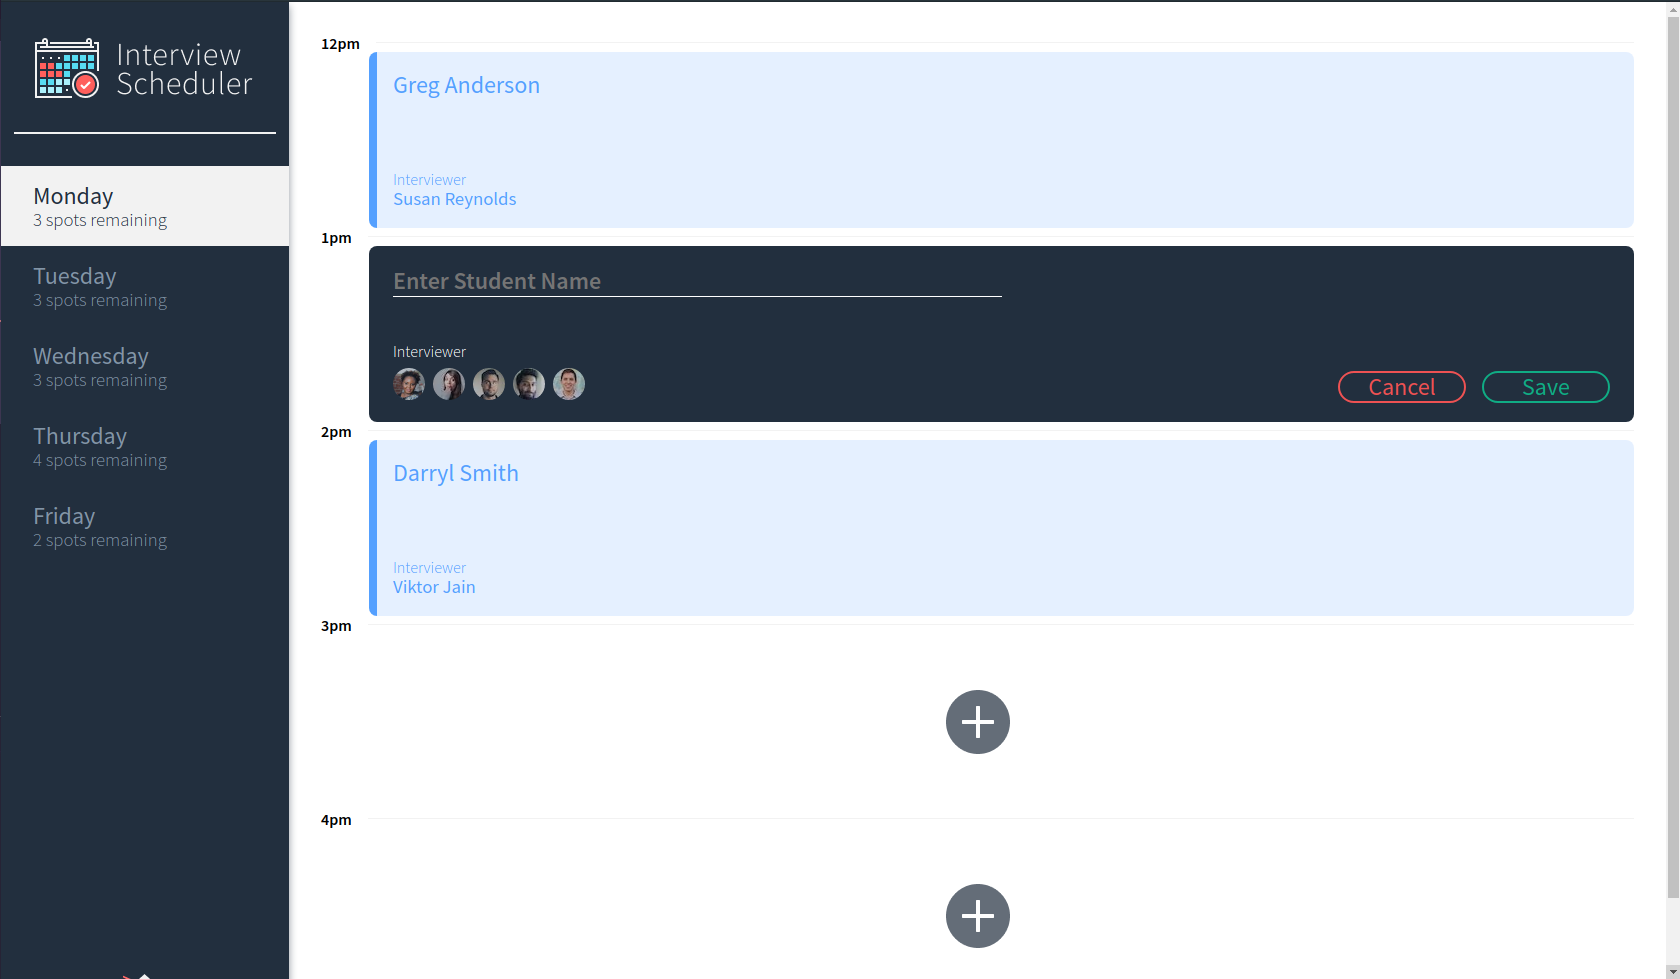 Interview
Scheduler
Monday
3 spots remaining
Tuesday
3 spots remaining
Wednesday
3 spots remaining
Thursday
4 spots remaining
Friday
2 spots remaining
12pm
Greg Anderson
Interviewer
Susan Reynolds
1pm
Enter Student Name
Interviewer
Cancel Save
2pm
Darryl Smith
Interviewer
Viktor Jain
3pm
4pm